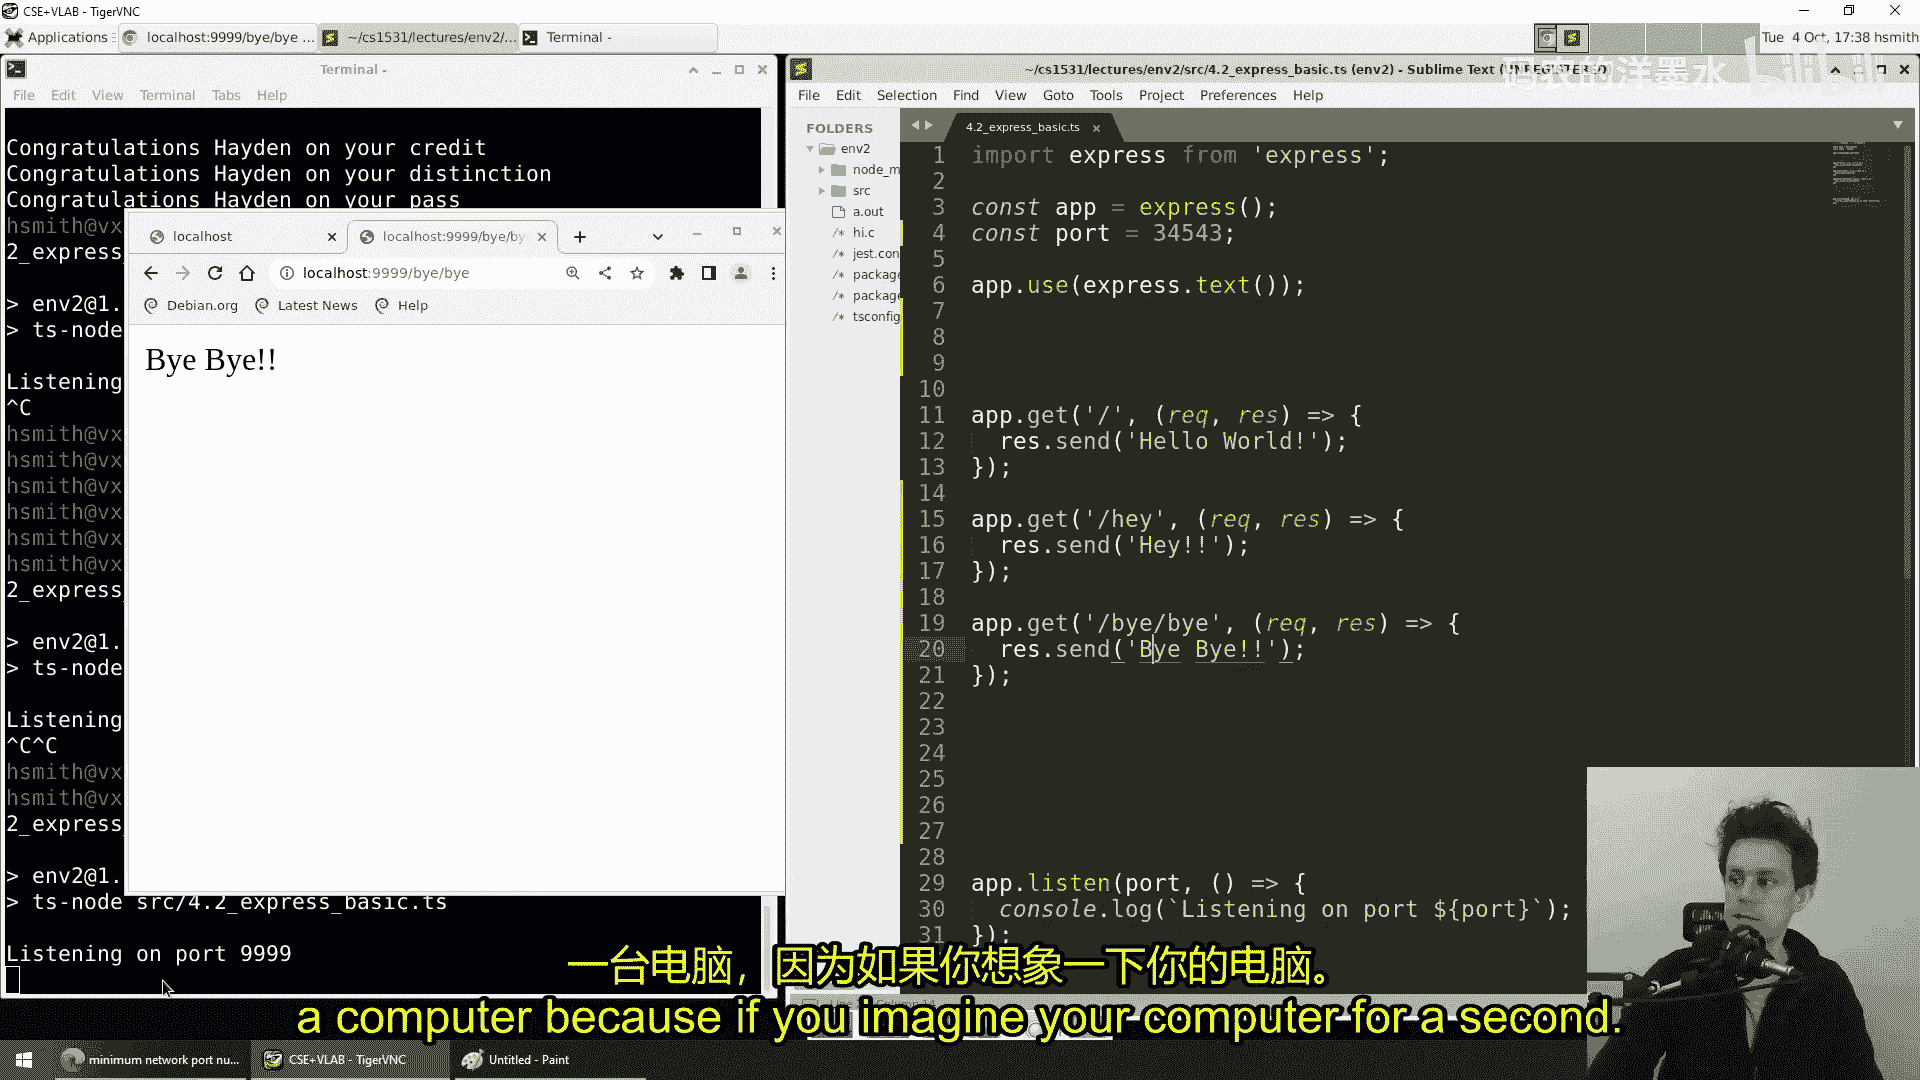 CSE+VLAB - TigerVNC
Applications
localhost:9999/bye/bye ...
~/cs1531/lectures/env2/...
Terminal -
Tue 4 Oct, 17:38 hsmith
Terminal -
File Edit View Terminal Tabs Help
Congratulations Hayden on your credit
Congratulations Hayden on your distinction
Congratulations Hayden on your pass
hsmith@vx
2_express_
> env2@1.
> ts-node
Listening
^C
hsmith@vx
hsmith@vx
hsmith@vx
hsmith@vx
hsmith@vx
hsmith@vx
2_express_
> env2@1.
> ts-node
Listening
^C^C
hsmith@vx
hsmith@vx
2_express_
> env2@1.
> ts-node src/4.2_express_basic.ts
Listening on port 9999
localhost
localhost:9999/bye/by
localhost:9999/bye/bye
Debian.org Latest News Help
Bye Bye!!
~/cs1531/lectures/env2/src/4.2_express_basic.ts (env2) - Sublime Text (UNREGISTERED)
码农的洋墨水 bilibili
File Edit Selection Find View Goto Tools Project Preferences Help
FOLDERS
env2
node_m
src
a.out
/* hi.c
/* jest.con
/* package
/* package
/* tsconfig
4.2_express_basic.ts
1 import express from 'express';
2
3 const app = express();
4 const port = 34543;
5
6 app.use(express.text());
7
8
9
10
11 app.get('/', (req, res) => {
12 res.send('Hello World!');
13 });
14
15 app.get('/hey', (req, res) => {
16 res.send('Hey!!');
17 });
18
19 app.get('/bye/bye', (req, res) => {
20 res.send('Bye Bye!!');
21 });
22
23
24
25
26
27
28
29 app.listen(port, () => {
30 console.log(`Listening on port ${port}`);
31 });
一台电脑，因为如果你想象一下你的电脑。
a computer because if you imagine your computer for a second.
minimum network port nu...
CSE+VLAB - TigerVNC
Untitled - Paint